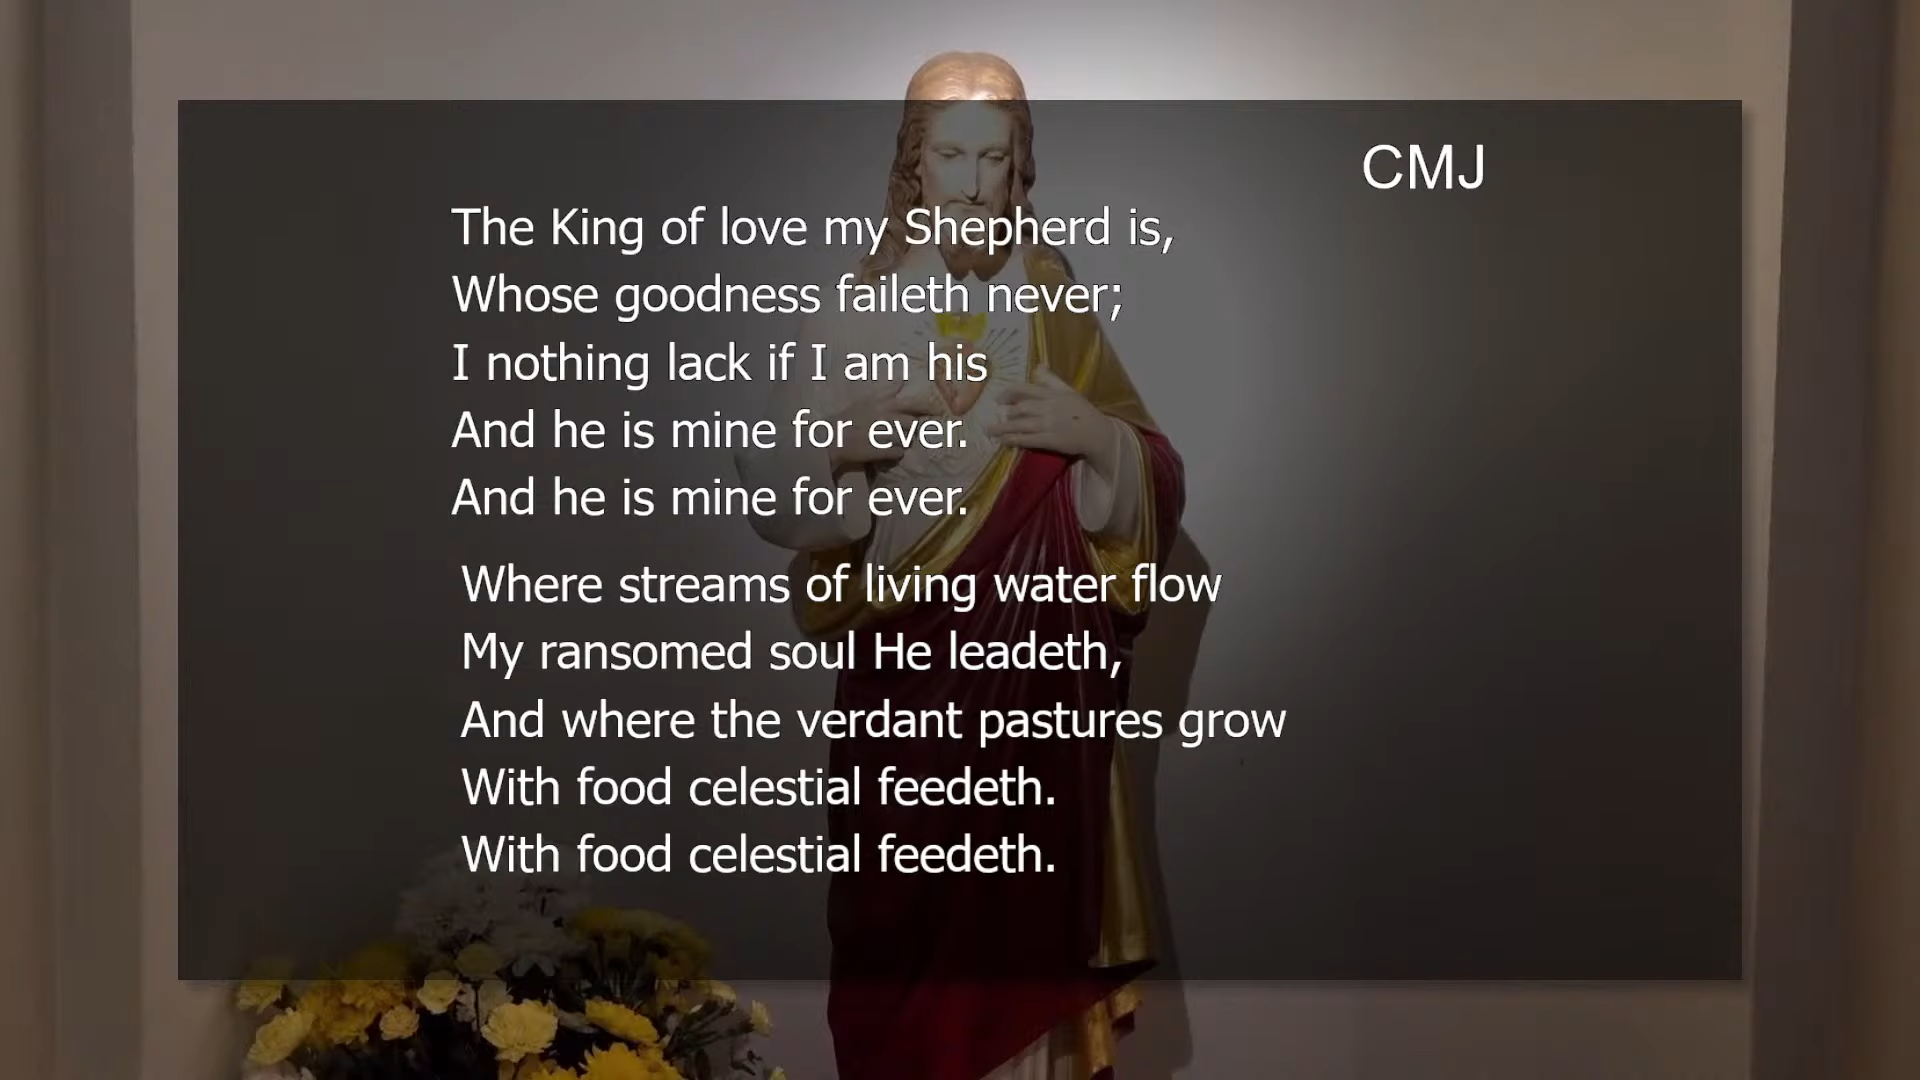 CMJ
The King of love my Shepherd is,
Whose goodness faileth never;
I nothing lack if I am his
And he is mine for ever.
And he is mine for ever.
Where streams of living water flow
My ransomed soul He leadeth,
And where the verdant pastures grow
With food celestial feedeth.
With food celestial feedeth.